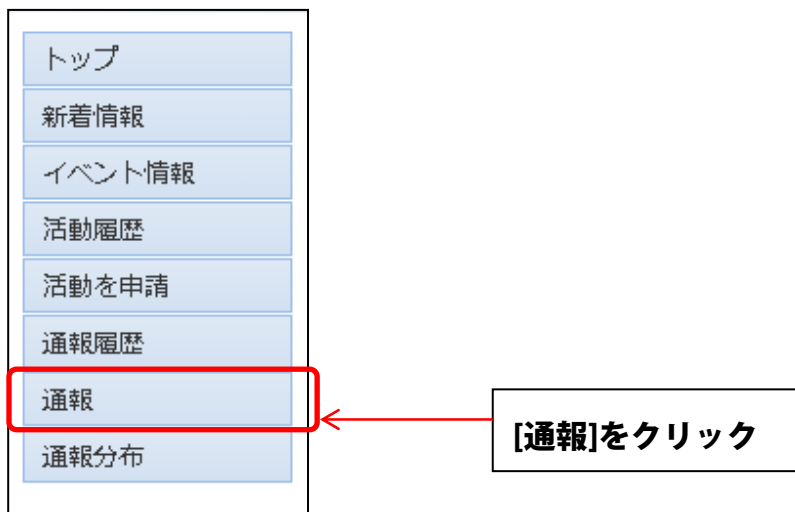 トップ
新着情報
イベント情報
活動履歴
活動を申請
通報履歴
通報
[通報]をクリック
通報分布